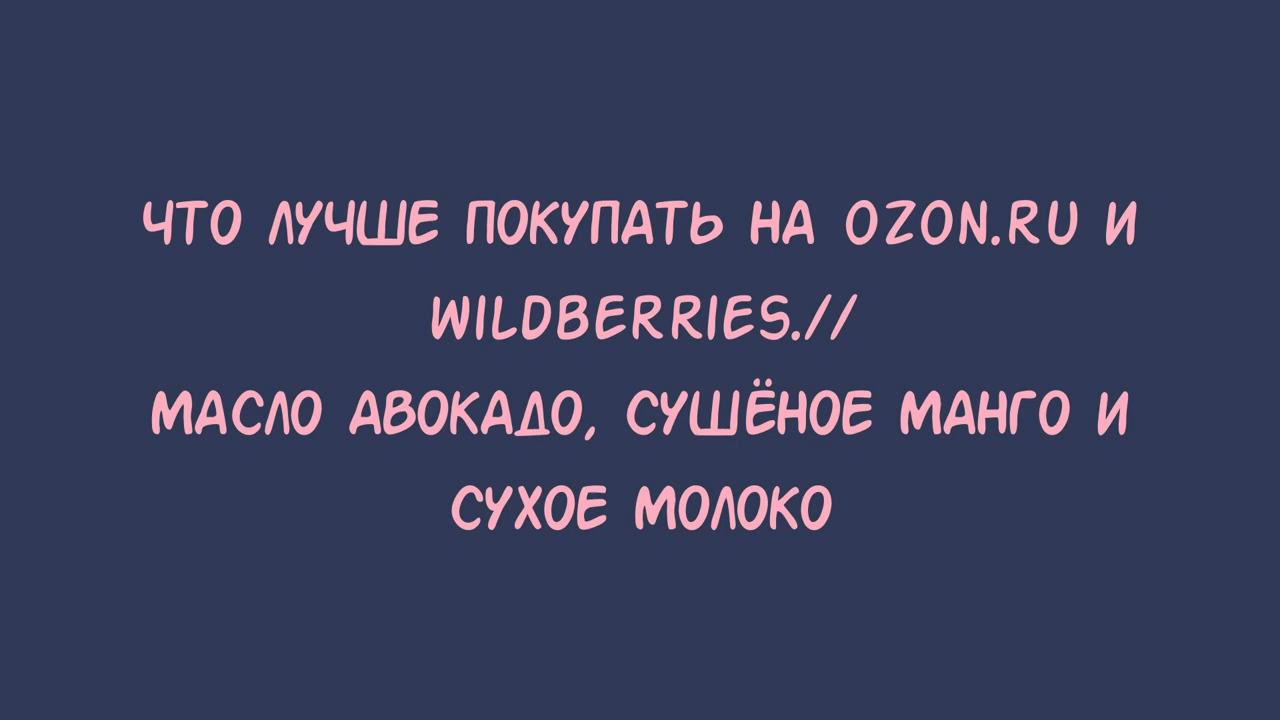 ЧТО ЛУЧШЕ ПОКУПАТЬ НА OZON.RU И
WILDBERRIES.//
МАСЛО АВОКАДО, СУШЁНОЕ МАНГО И
СУХОЕ МОЛОКО